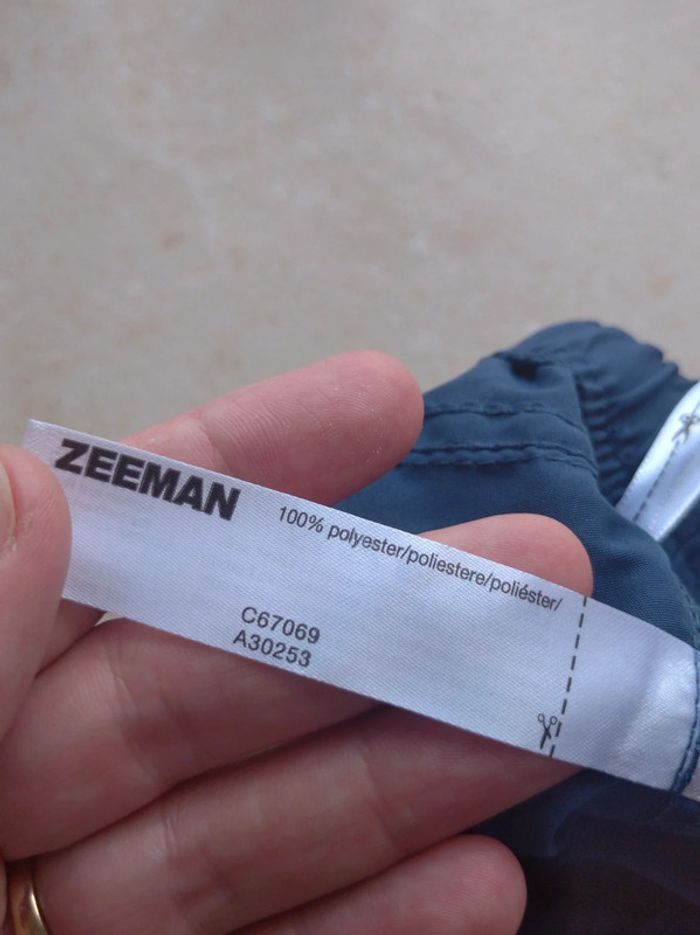 ZEEMAN
100% polyester/poliestere/poliéster/
C67069
A30253